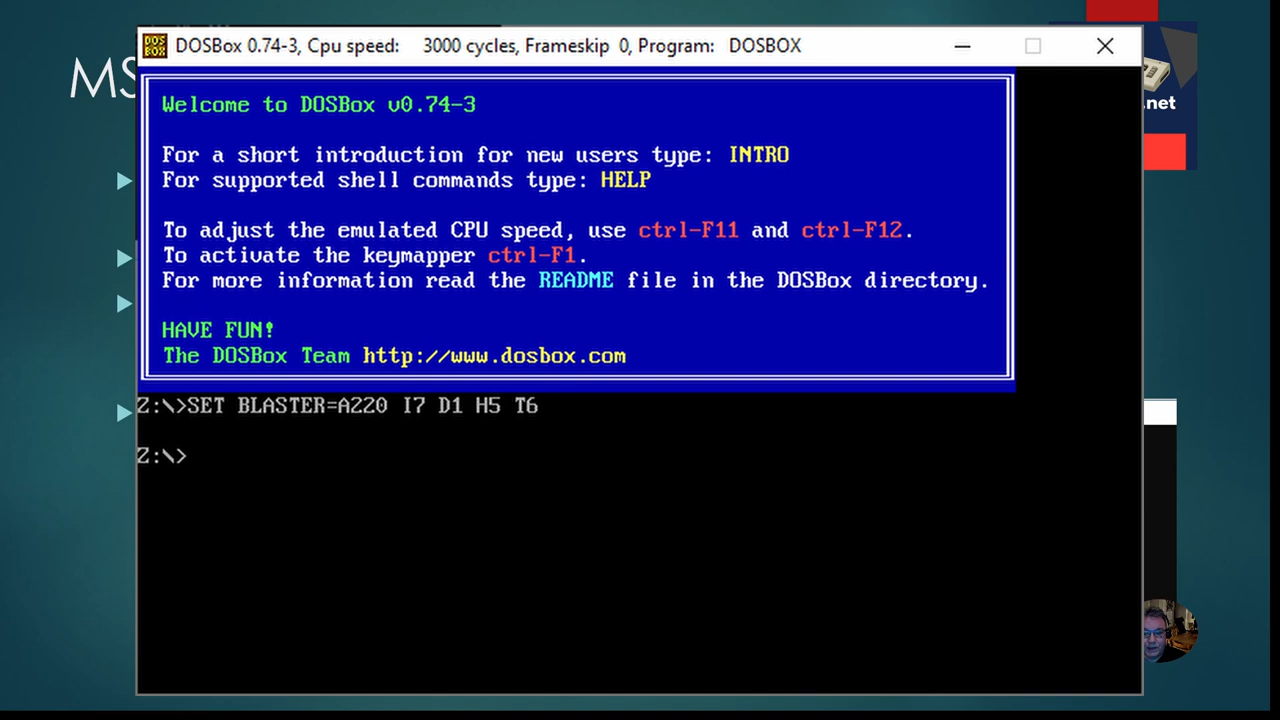 MS
DOSBox 0.74-3, Cpu speed: 3000 cycles, Frameskip 0, Program: DOSBOX
.net
Welcome to DOSBox v0.74-3
For a short introduction for new users type: INTRO
For supported shell commands type: HELP
To adjust the emulated CPU speed, use ctrl-F11 and ctrl-F12.
To activate the keymapper ctrl-F1.
For more information read the README file in the DOSBox directory.
HAVE FUN!
The DOSBox Team http://www.dosbox.com
Z:\>SET BLASTER=A220 I7 D1 H5 T6
Z:\>